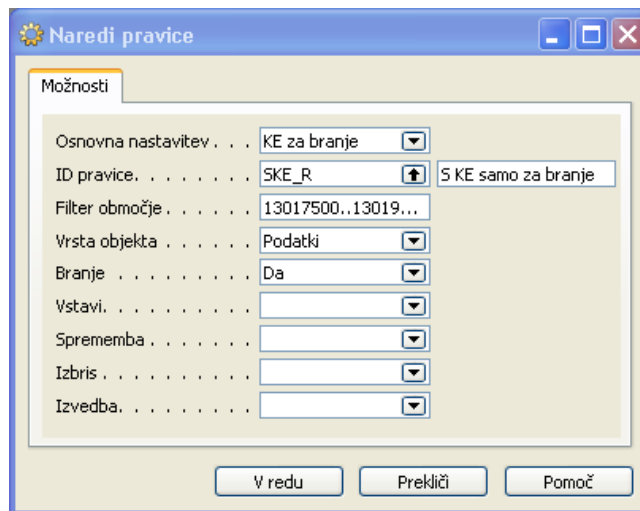 Naredi pravice
Možnosti
Osnovna nastavitev . . . KE za branje
ID pravice. . . . . . . . SKE_R S KE samo za branje
Filter območje . . . . . . 13017500..13019...
Vrsta objekta . . . . . . Podatki
Branje . . . . . . . . . Da
Vstavi. . . . . . . . . .
Sprememba . . . . . . .
Izbris . . . . . . . . . .
Izvedba. . . . . . . . .
V redu Prekliči Pomoč